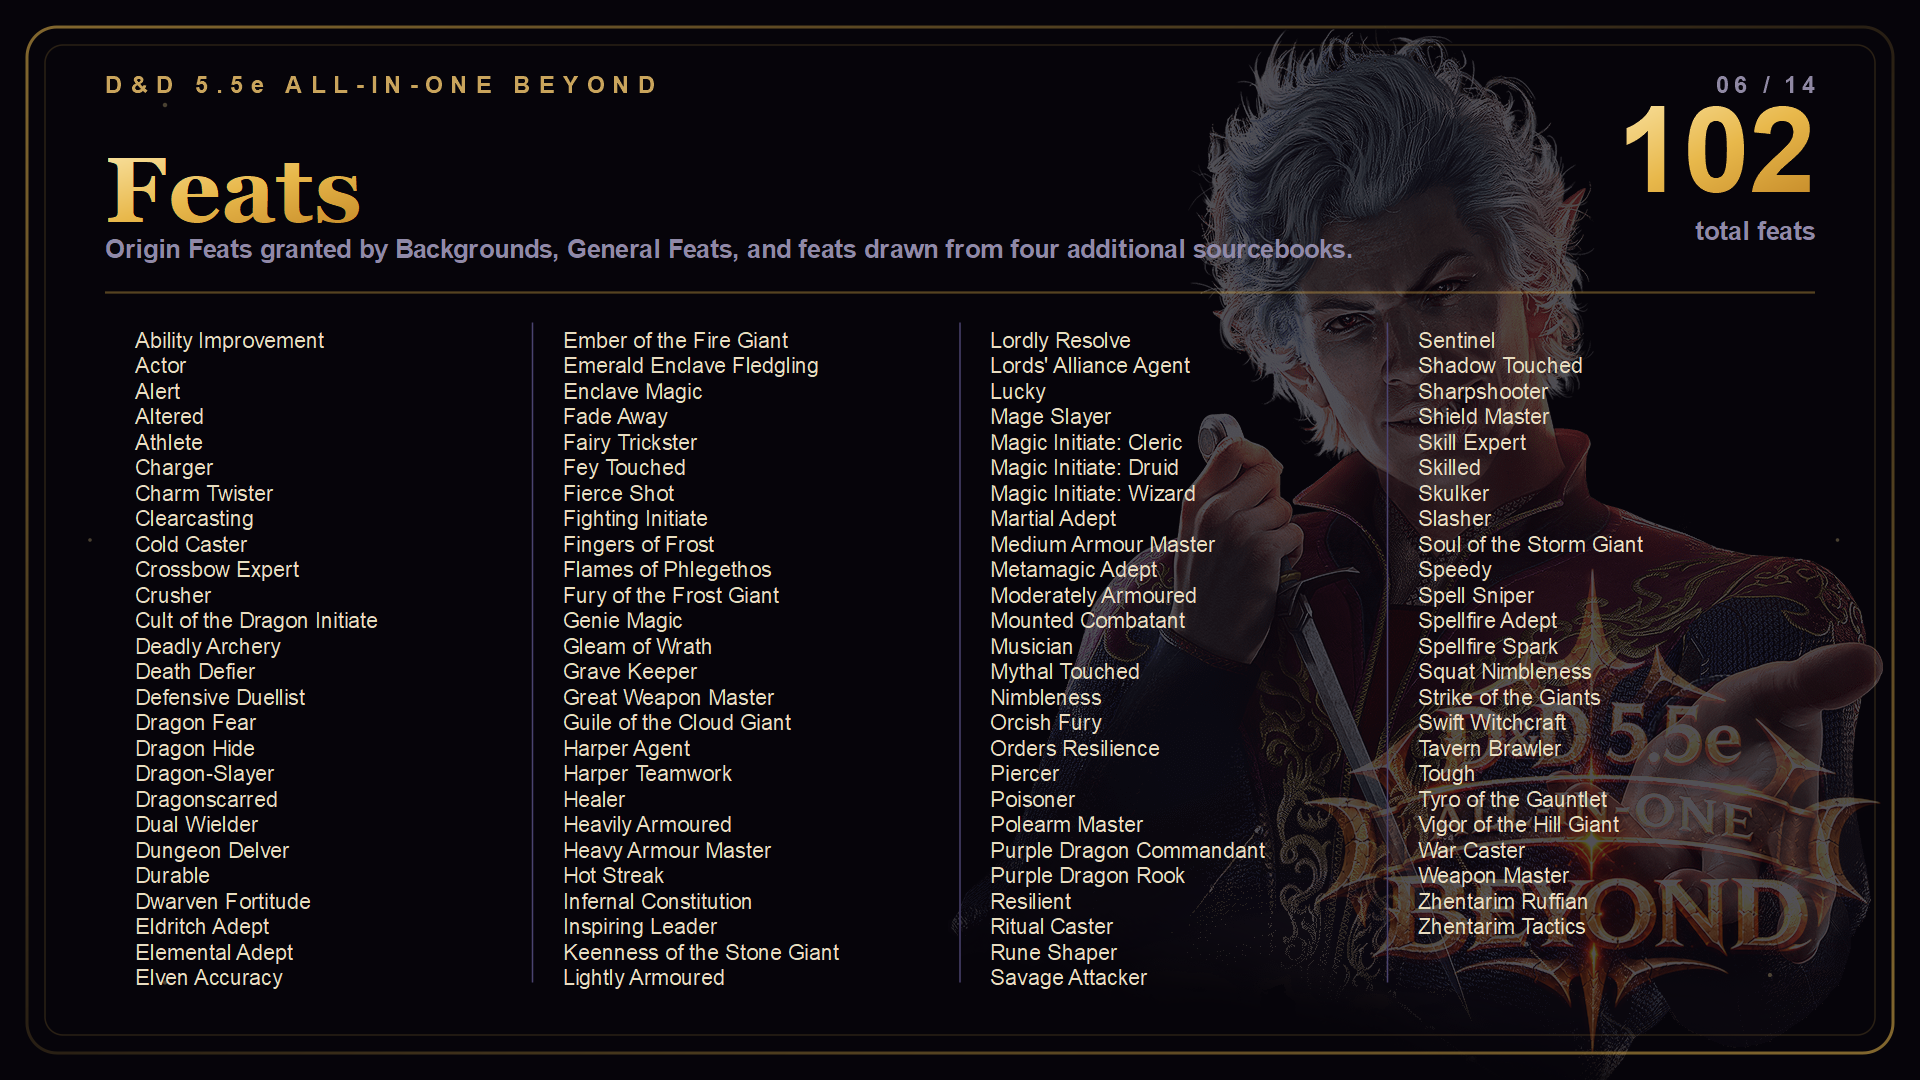 D&D 5.5e ALL-IN-ONE BEYOND
06 / 14
102
total feats
Feats
Origin Feats granted by Backgrounds, General Feats, and feats drawn from four additional sourcebooks.
Ability Improvement
Actor
Alert
Altered
Athlete
Charger
Charm Twister
Clearcasting
Cold Caster
Crossbow Expert
Crusher
Cult of the Dragon Initiate
Deadly Archery
Death Defier
Defensive Duellist
Dragon Fear
Dragon Hide
Dragon-Slayer
Dragonscarred
Dual Wielder
Dungeon Delver
Durable
Dwarven Fortitude
Eldritch Adept
Elemental Adept
Elven Accuracy
Ember of the Fire Giant
Emerald Enclave Fledgling
Enclave Magic
Fade Away
Fairy Trickster
Fey Touched
Fierce Shot
Fighting Initiate
Fingers of Frost
Flames of Phlegethos
Fury of the Frost Giant
Genie Magic
Gleam of Wrath
Grave Keeper
Great Weapon Master
Guile of the Cloud Giant
Harper Agent
Harper Teamwork
Healer
Heavily Armoured
Heavy Armour Master
Hot Streak
Infernal Constitution
Inspiring Leader
Keenness of the Stone Giant
Lightly Armoured
Lordly Resolve
Lords' Alliance Agent
Lucky
Mage Slayer
Magic Initiate: Cleric
Magic Initiate: Druid
Magic Initiate: Wizard
Martial Adept
Medium Armour Master
Metamagic Adept
Moderately Armoured
Mounted Combatant
Musician
Mythal Touched
Nimbleness
Orcish Fury
Orders Resilience
Piercer
Poisoner
Polearm Master
Purple Dragon Commandant
Purple Dragon Rook
Resilient
Ritual Caster
Rune Shaper
Savage Attacker
Sentinel
Shadow Touched
Sharpshooter
Shield Master
Skill Expert
Skilled
Skulker
Slasher
Soul of the Storm Giant
Speedy
Spell Sniper
Spellfire Adept
Spellfire Spark
Squat Nimbleness
Strike of the Giants
Swift Witchcraft
Tavern Brawler
Tough
Tyro of the Gauntlet
Vigor of the Hill Giant
War Caster
Weapon Master
Zhentarim Ruffian
Zhentarim Tactics
D&D 5.5e
ALL-IN-ONE
BEYOND